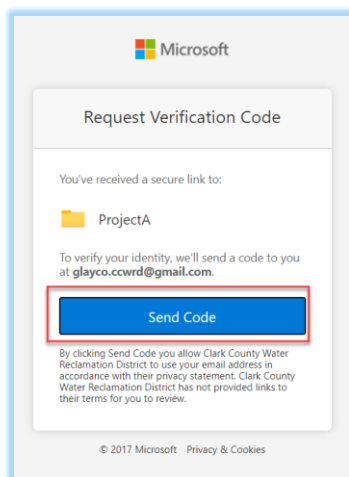 Microsoft
Request Verification Code
You've received a secure link to:
ProjectA
To verify your identity, we'll send a code to you
at glayco.ccwrd@gmail.com.
Send Code
By clicking Send Code you allow Clark County Water
Reclamation District to use your email address in
accordance with their privacy statement. Clark County
Water Reclamation District has not provided links to
their terms for you to review.
© 2017 Microsoft Privacy & Cookies